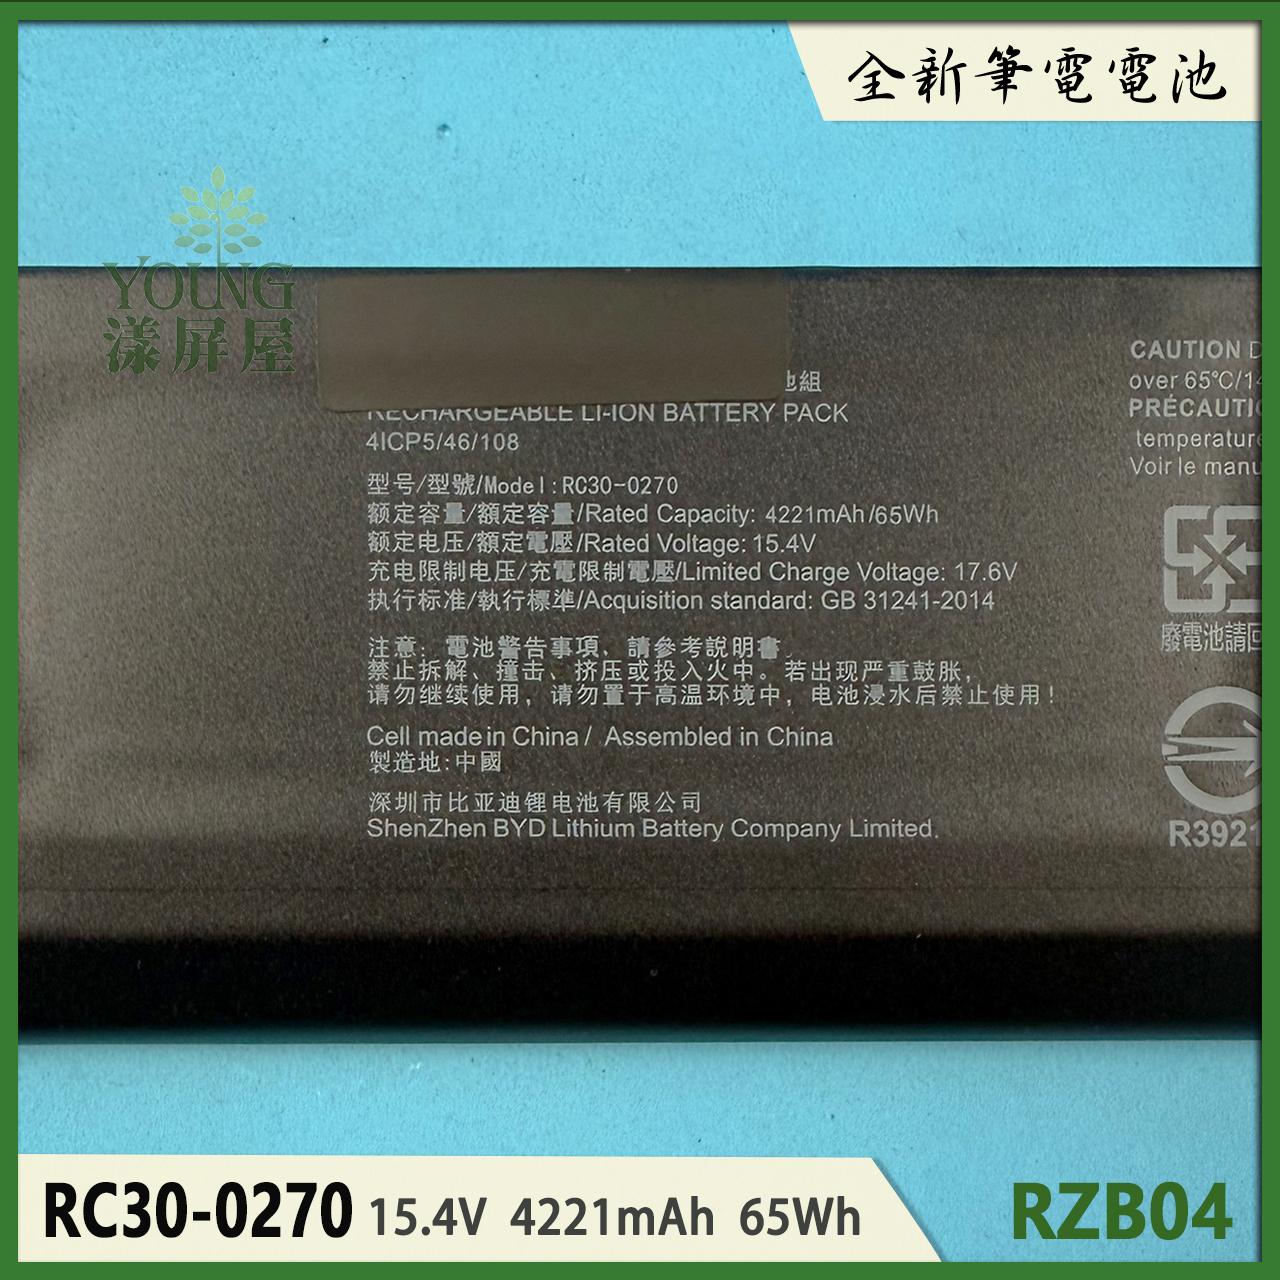 全新筆電電池
YOUNG
漾屏屋
池組
RECHARGEABLE LI-ION BATTERY PACK
4ICP5/46/108
型号/型號/Model:RC30-0270
额定容量/額定容量/Rated Capacity: 4221mAh/65Wh
额定电压/額定電壓/Rated Voltage: 15.4V
充电限制电压/充電限制電壓/Limited Charge Voltage: 17.6V
执行标准/執行標準/Acquisition standard: GB 31241-2014
注意: 電池警告事項, 請參考說明書。
禁止拆解、撞击、挤压或投入火中。若出现严重鼓胀,
请勿继续使用, 请勿置于高温环境中, 电池浸水后禁止使用!
Cell made in China / Assembled in China
製造地:中國
深圳市比亚迪锂电池有限公司
ShenZhen BYD Lithium Battery Company Limited.
CAUTION D
over 65°C/14
PRÉCAUTI
temperature
Voir le manu
廢電池請回
R3921
RC30-0270 15.4V 4221mAh 65Wh
RZB04